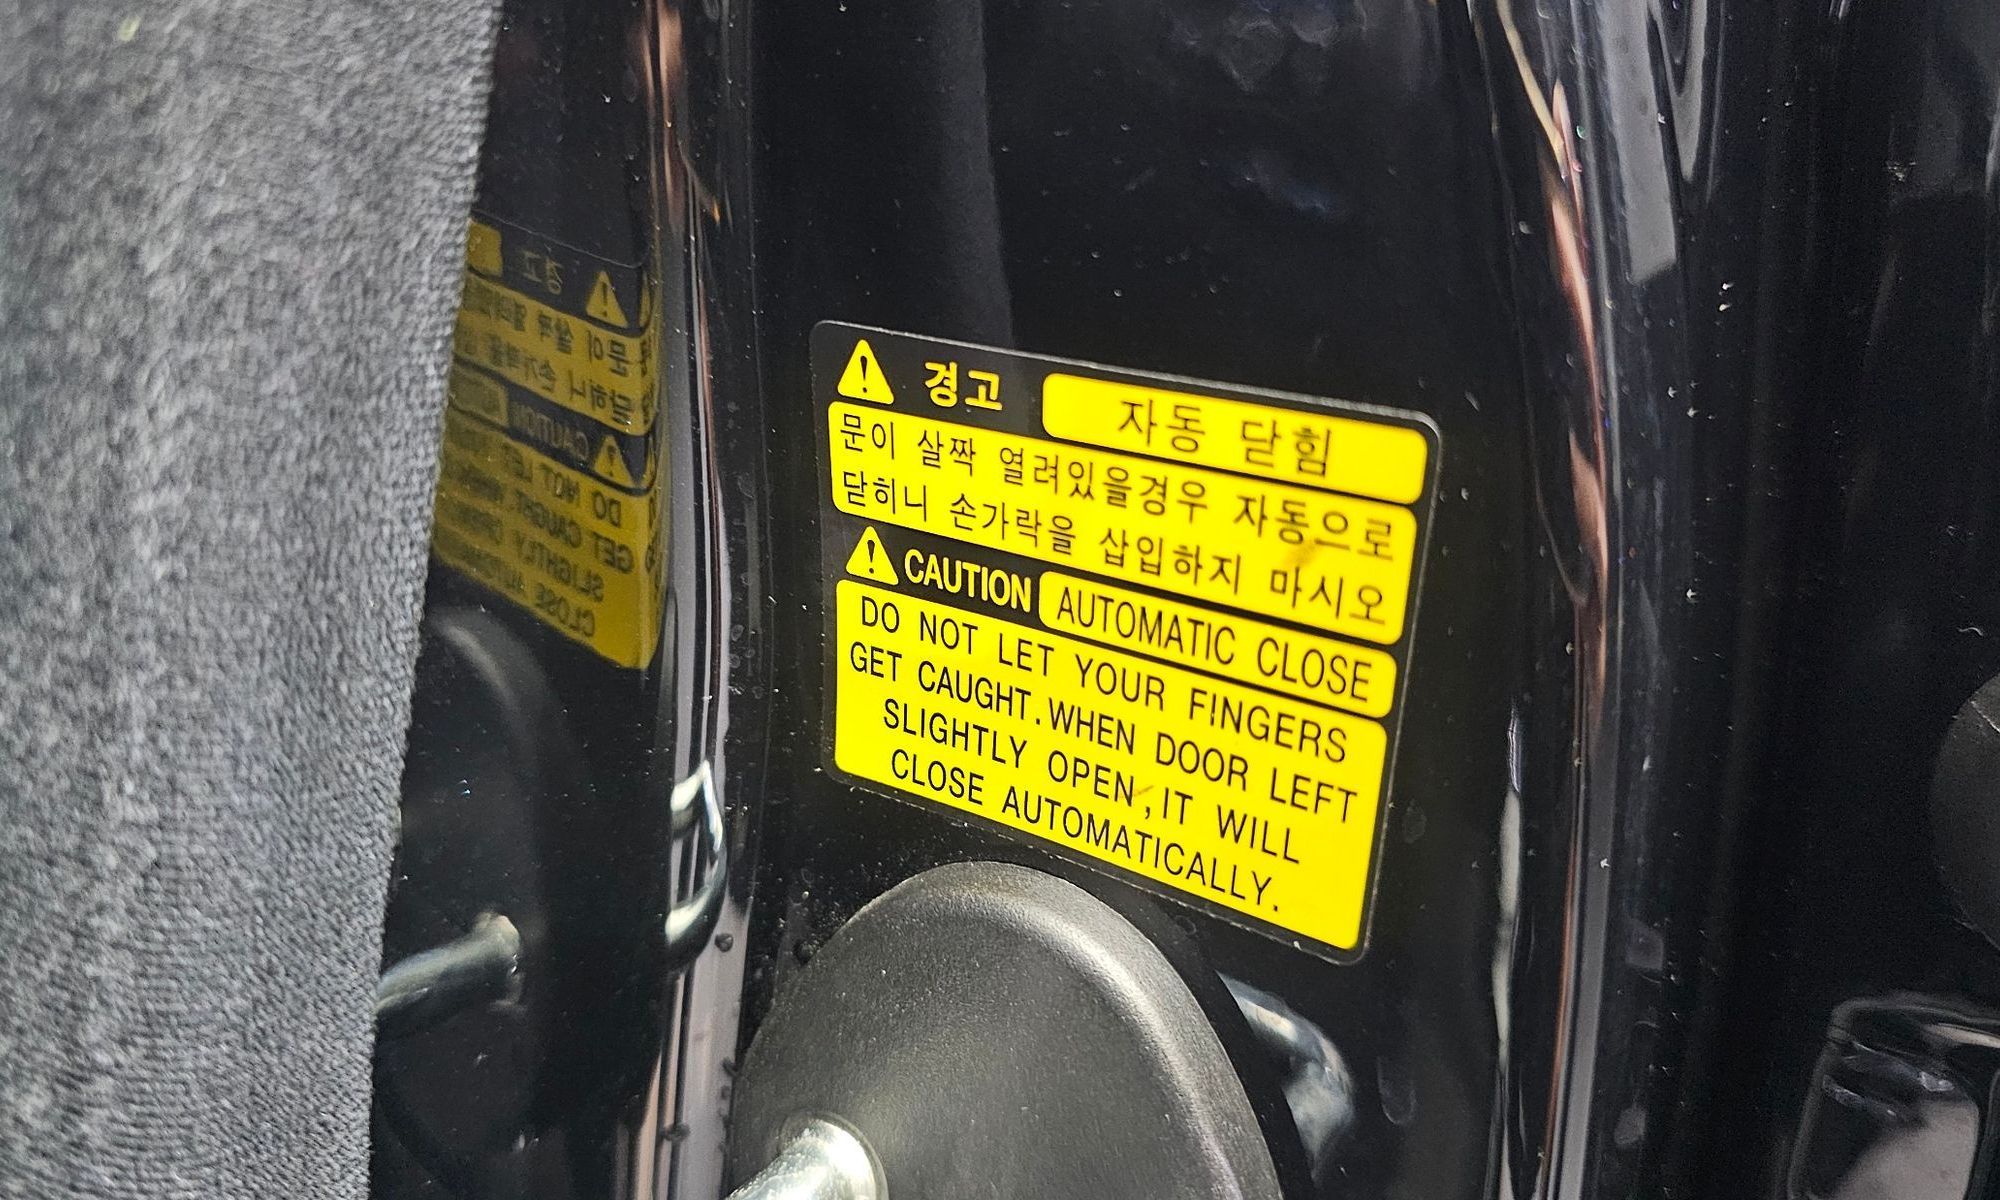 경고 자동 닫힘
문이 살짝 열려있을경우 자동으로
닫히니 손가락을 삽입하지 마시오
CAUTION AUTOMATIC CLOSE
DO NOT LET YOUR FINGERS
GET CAUGHT.WHEN DOOR LEFT
SLIGHTLY OPEN,IT WILL
CLOSE AUTOMATICALLY.